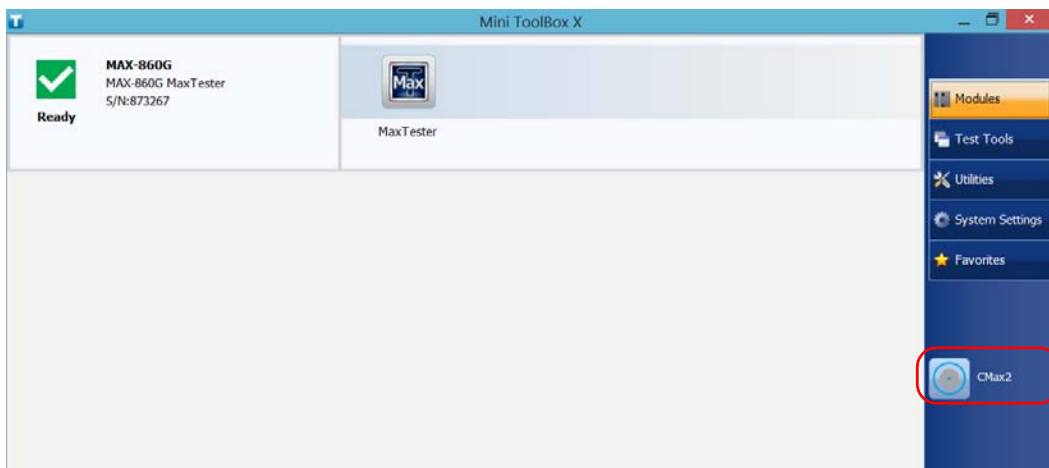 Mini ToolBox X
MAX-860G
MAX-860G MaxTester
S/N:873267
Ready
Max
MaxTester
Modules
Test Tools
Utilities
System Settings
Favorites
CMax2